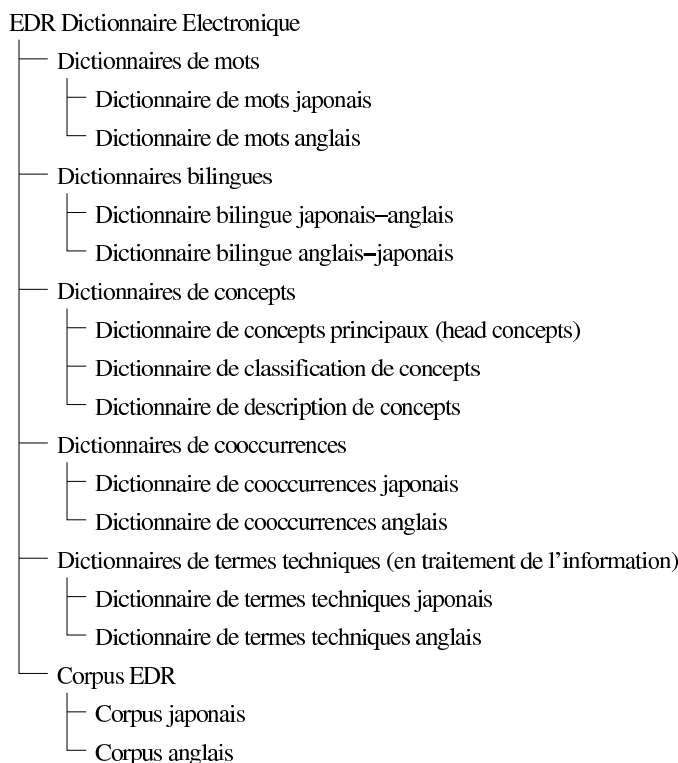 EDR Dictionnaire Electronique
Dictionnaires de mots
Dictionnaire de mots japonais
Dictionnaire de mots anglais
Dictionnaires bilingues
Dictionnaire bilingue japonais–anglais
Dictionnaire bilingue anglais–japonais
Dictionnaires de concepts
Dictionnaire de concepts principaux (head concepts)
Dictionnaire de classification de concepts
Dictionnaire de description de concepts
Dictionnaires de cooccurrences
Dictionnaire de cooccurrences japonais
Dictionnaire de cooccurrences anglais
Dictionnaires de termes techniques (en traitement de l’information)
Dictionnaire de termes techniques japonais
Dictionnaire de termes techniques anglais
Corpus EDR
Corpus japonais
Corpus anglais